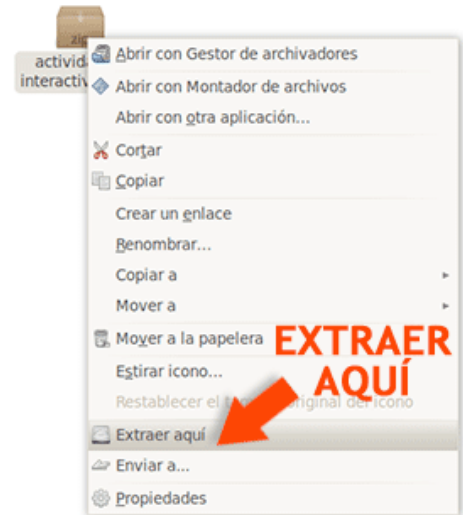 zip
Abrir con Gestor de archivadores
Abrir con Montador de archivos
Abrir con otra aplicación...
Cortar
Copiar
Crear un enlace
Renombrar...
Copiar a
Mover a
Mover a la papelera
EXTRAER
AQUÍ
Estirar icono...
Restablecer el original del icono
Extraer aquí
Enviar a...
Propiedades